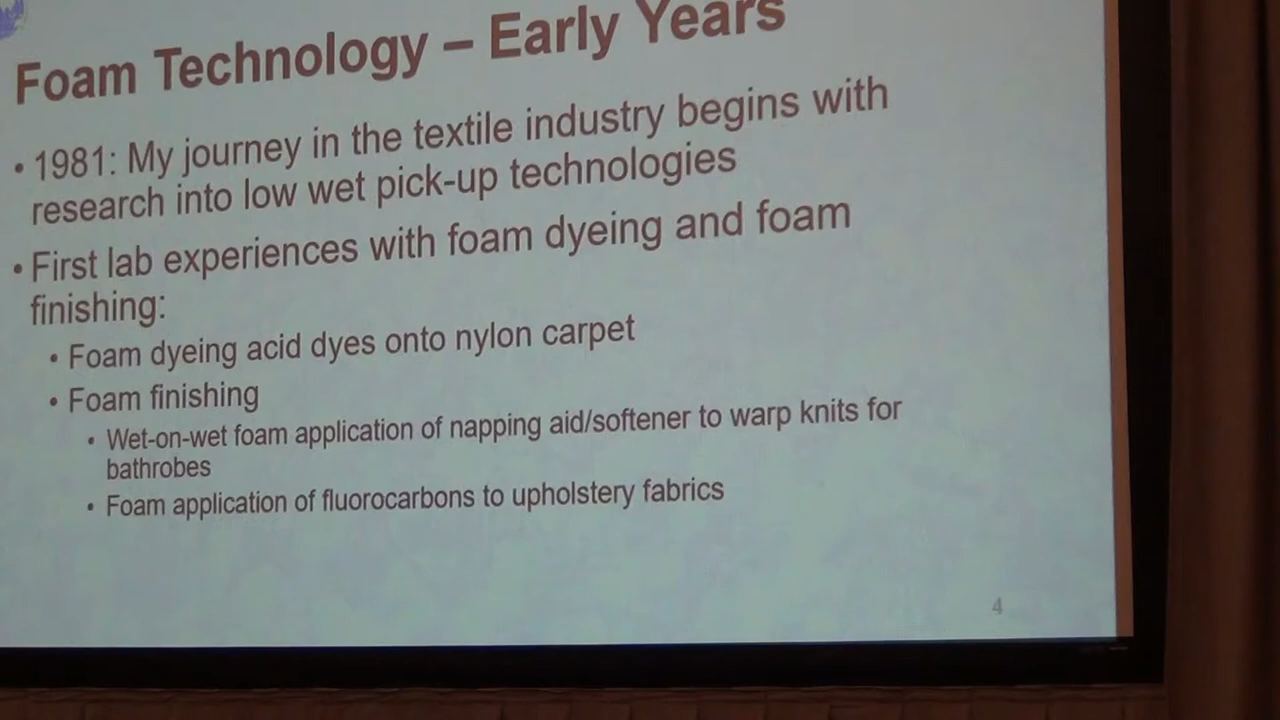 Foam Technology – Early Years
• 1981: My journey in the textile industry begins with
research into low wet pick-up technologies
• First lab experiences with foam dyeing and foam
finishing:
• Foam dyeing acid dyes onto nylon carpet
• Foam finishing
• Wet-on-wet foam application of napping aid/softener to warp knits for
bathrobes
• Foam application of fluorocarbons to upholstery fabrics
4